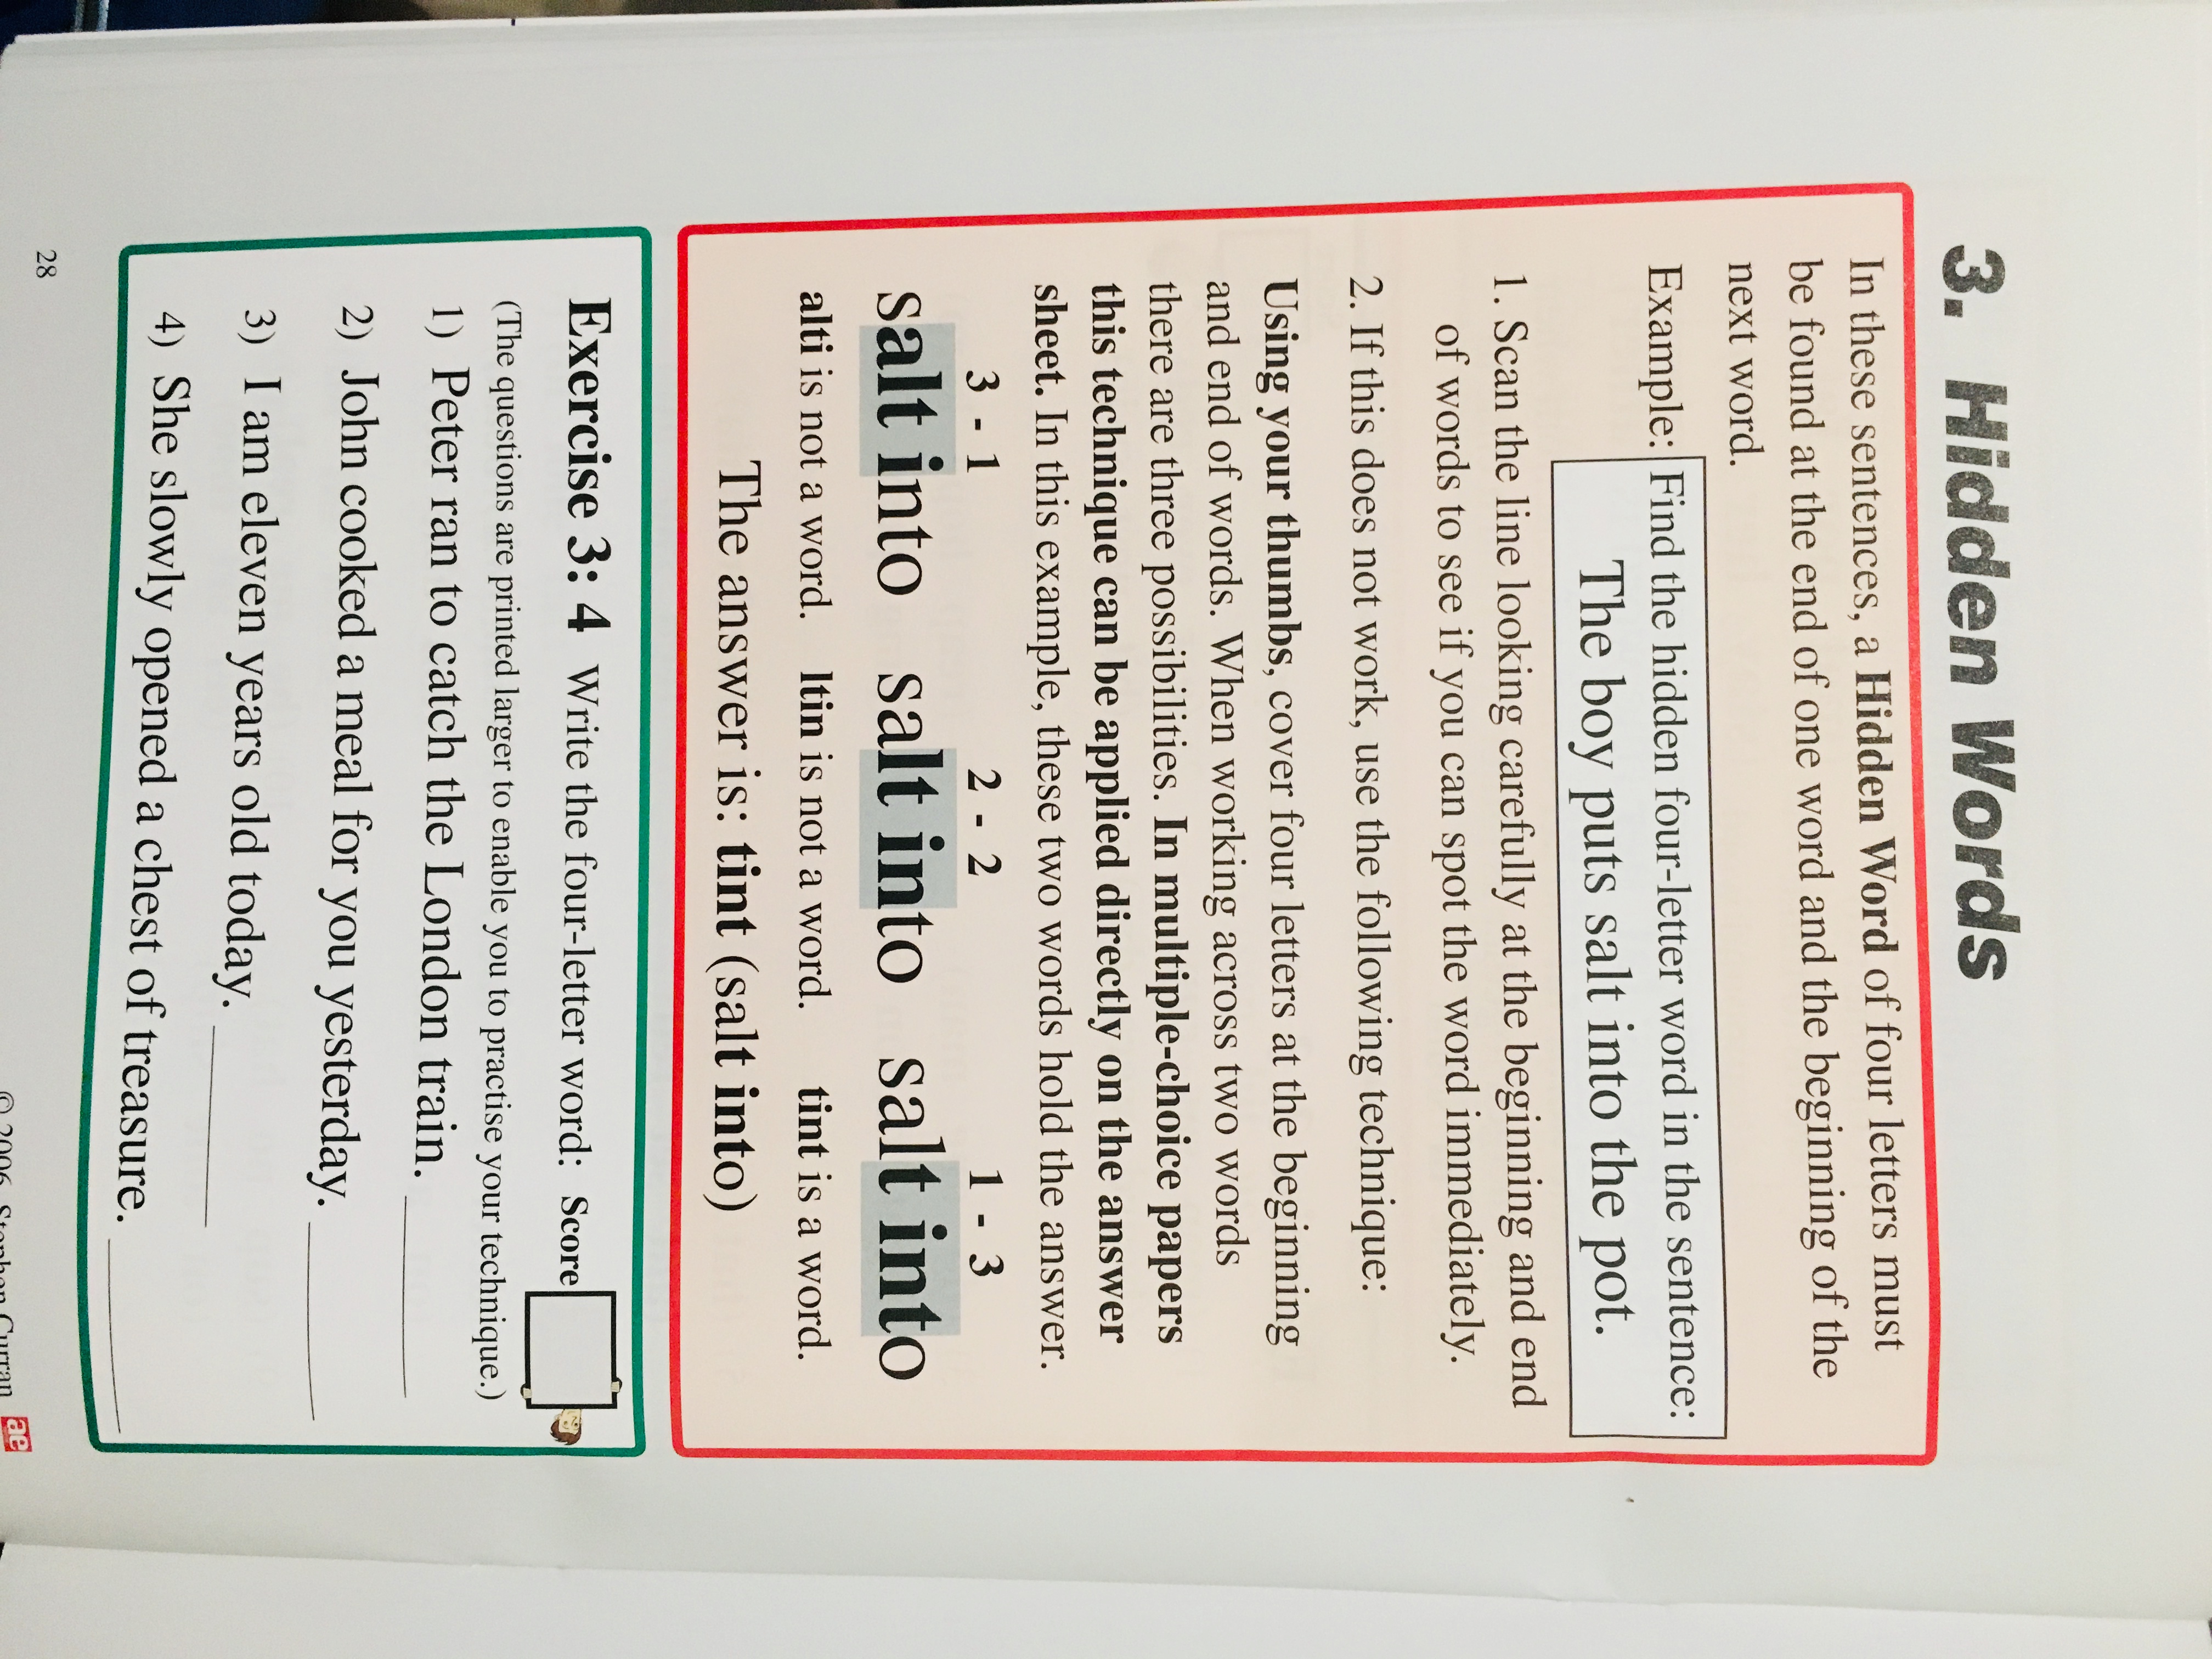 3. Hidden Words
In these sentences, a Hidden Word of four letters must
be found at the end of one word and the beginning of the
next word.
Example: Find the hidden four-letter word in the sentence:
The boy puts salt into the pot.
1. Scan the line looking carefully at the beginning and end
of words to see if you can spot the word immediately.
2. If this does not work, use the following technique:
Using your thumbs, cover four letters at the beginning
and end of words. When working across two words
there are three possibilities. In multiple-choice papers
this technique can be applied directly on the answer
sheet. In this example, these two words hold the answer.
3 - 1 2 - 2 1 - 3
salt into salt into salt into
alti is not a word. ltin is not a word. tint is a word.
The answer is: tint (salt into)
Exercise 3: 4 Write the four-letter word: Score
(The questions are printed larger to enable you to practise your technique.)
1) Peter ran to catch the London train.
2) John cooked a meal for you yesterday.
3) I am eleven years old today.
4) She slowly opened a chest of treasure.
28 © 2006 Stephen Curran ae